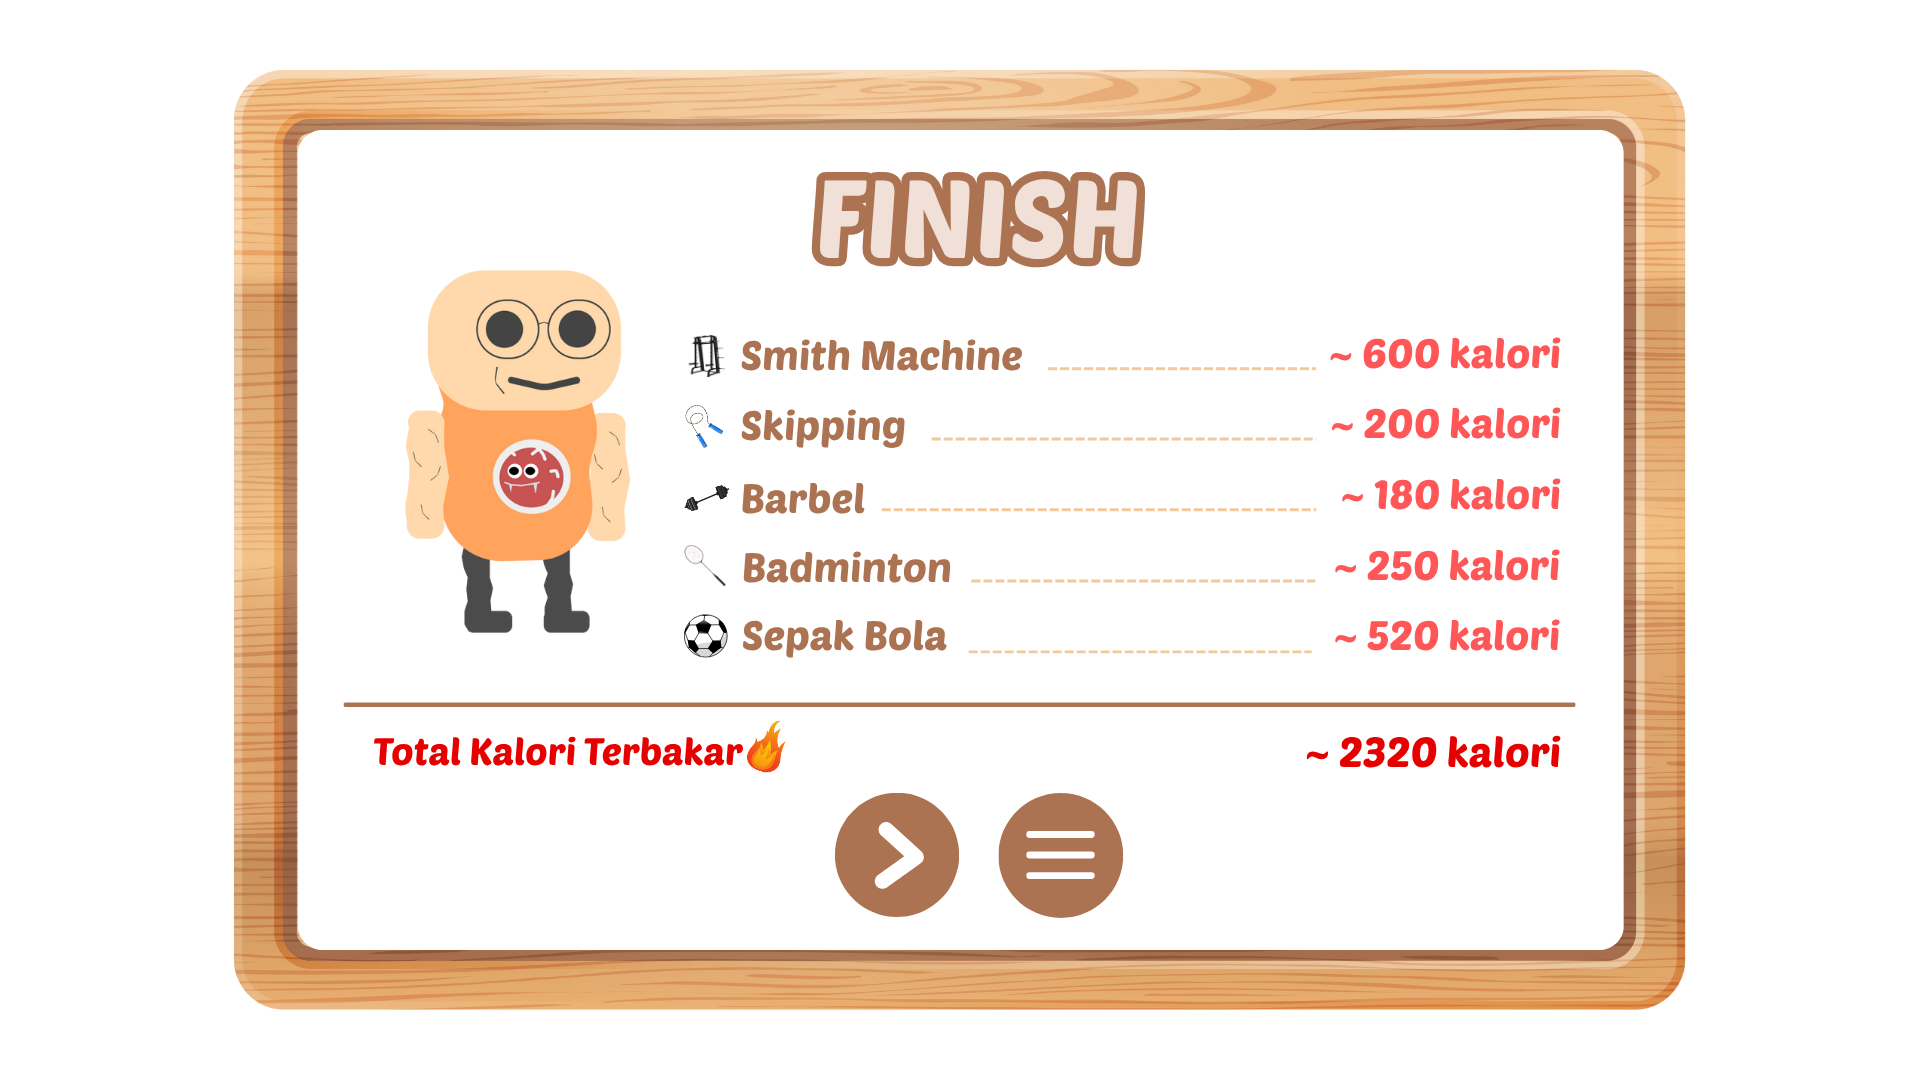 FINISH
Smith Machine ~ 600 kalori
Skipping ~ 200 kalori
Barbel ~ 180 kalori
Badminton ~ 250 kalori
Sepak Bola ~ 520 kalori
Total Kalori Terbakar ~ 2320 kalori